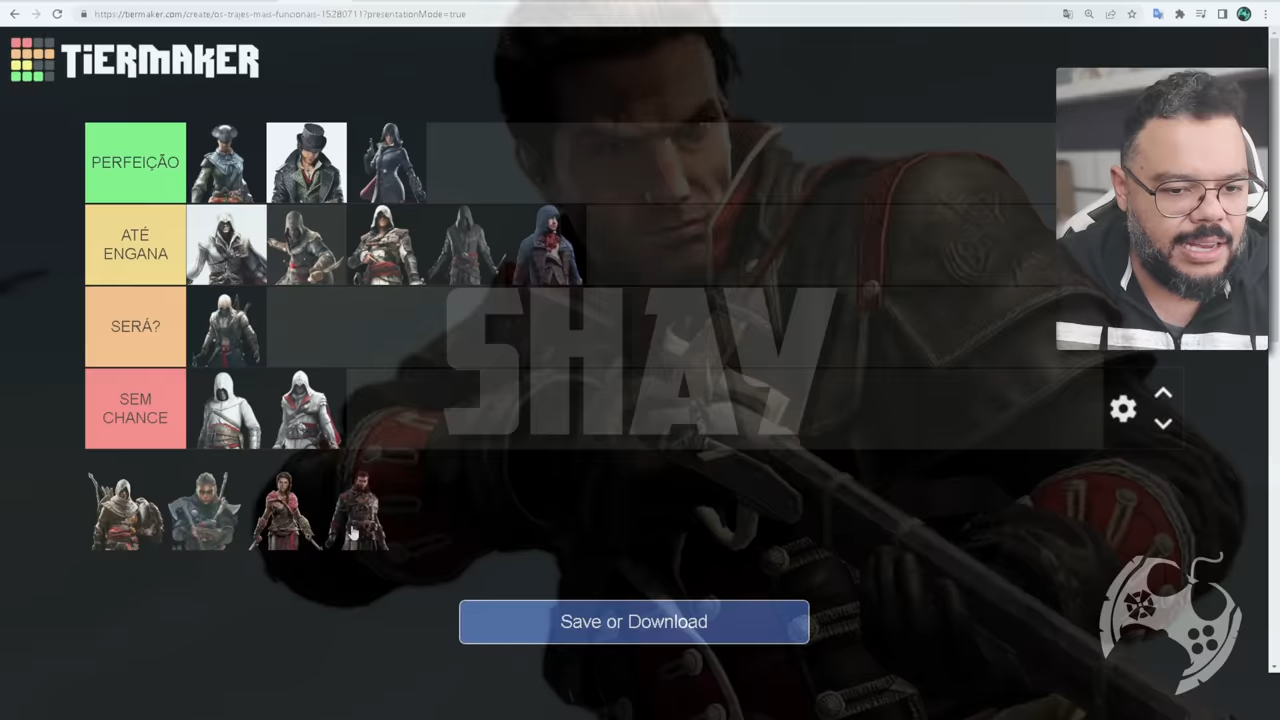 https://tiermaker.com/create/os-trajes-mais-funcionais-15280711?presentationMode=true
TiERMAKER
PERFEIÇÃO
ATÉ
ENGANA
SERÁ?
SEM
CHANCE
SHAY
Save or Download